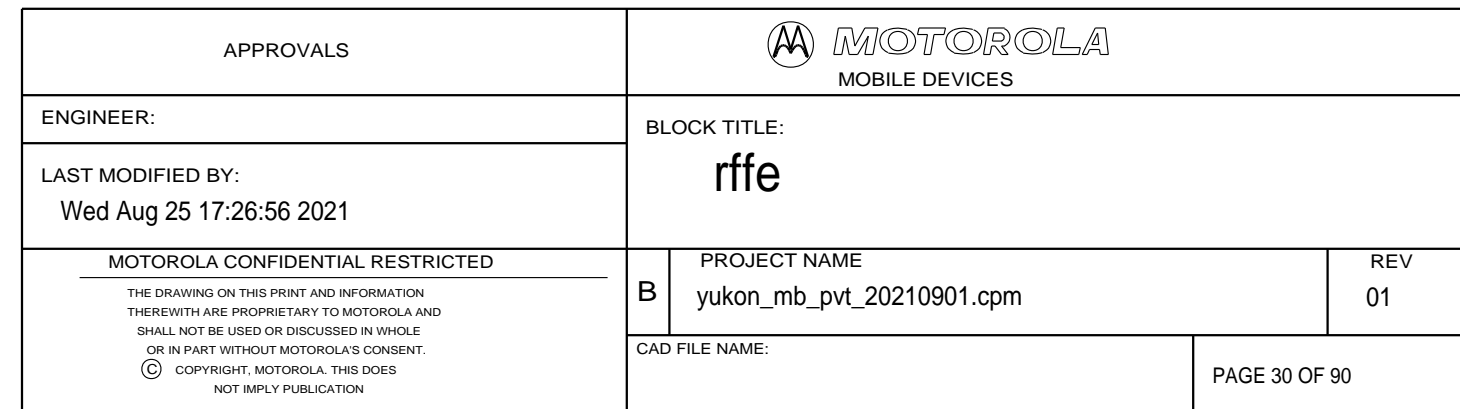 APPROVALS
MOTOROLA
MOBILE DEVICES
ENGINEER:
BLOCK TITLE:
rffe
LAST MODIFIED BY:
Wed Aug 25 17:26:56 2021
MOTOROLA CONFIDENTIAL RESTRICTED
THE DRAWING ON THIS PRINT AND INFORMATION
THEREWITH ARE PROPRIETARY TO MOTOROLA AND
SHALL NOT BE USED OR DISCUSSED IN WHOLE
OR IN PART WITHOUT MOTOROLA'S CONSENT.
© COPYRIGHT, MOTOROLA. THIS DOES
NOT IMPLY PUBLICATION
B
PROJECT NAME
yukon_mb_pvt_20210901.cpm
REV
01
CAD FILE NAME:
PAGE 30 OF 90